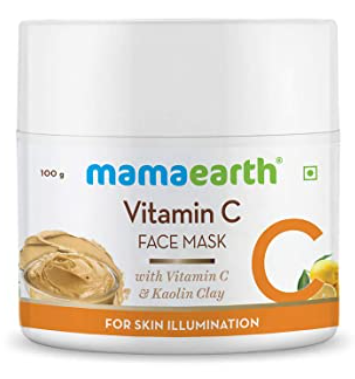 100 g
mamaearth®
Vitamin C
FACE MASK
with Vitamin C
& Kaolin Clay
C
FOR SKIN ILLUMINATION